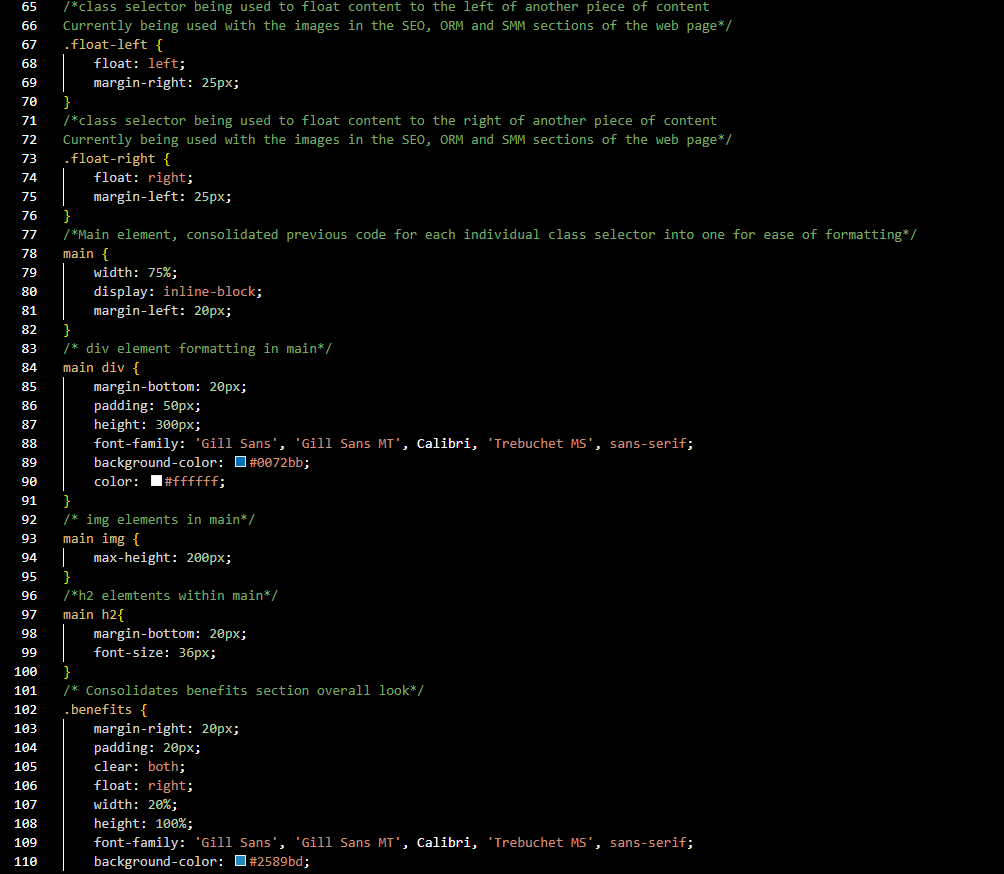 65 /*class selector being used to float content to the left of another piece of content
66 Currently being used with the images in the SEO, ORM and SMM sections of the web page*/
67 .float-left {
68     float: left;
69     margin-right: 25px;
70 }
71 /*class selector being used to float content to the right of another piece of content
72 Currently being used with the images in the SEO, ORM and SMM sections of the web page*/
73 .float-right {
74     float: right;
75     margin-left: 25px;
76 }
77 /*Main element, consolidated previous code for each individual class selector into one for ease of formatting*/
78 main {
79     width: 75%;
80     display: inline-block;
81     margin-left: 20px;
82 }
83 /* div element formatting in main*/
84 main div {
85     margin-bottom: 20px;
86     padding: 50px;
87     height: 300px;
88     font-family: 'Gill Sans', 'Gill Sans MT', Calibri, 'Trebuchet MS', sans-serif;
89     background-color: #0072bb;
90     color: #ffffff;
91 }
92 /* img elements in main*/
93 main img {
94     max-height: 200px;
95 }
96 /*h2 elemtents within main*/
97 main h2{
98     margin-bottom: 20px;
99     font-size: 36px;
100 }
101 /* Consolidates benefits section overall look*/
102 .benefits {
103     margin-right: 20px;
104     padding: 20px;
105     clear: both;
106     float: right;
107     width: 20%;
108     height: 100%;
109     font-family: 'Gill Sans', 'Gill Sans MT', Calibri, 'Trebuchet MS', sans-serif;
110     background-color: #2589bd;